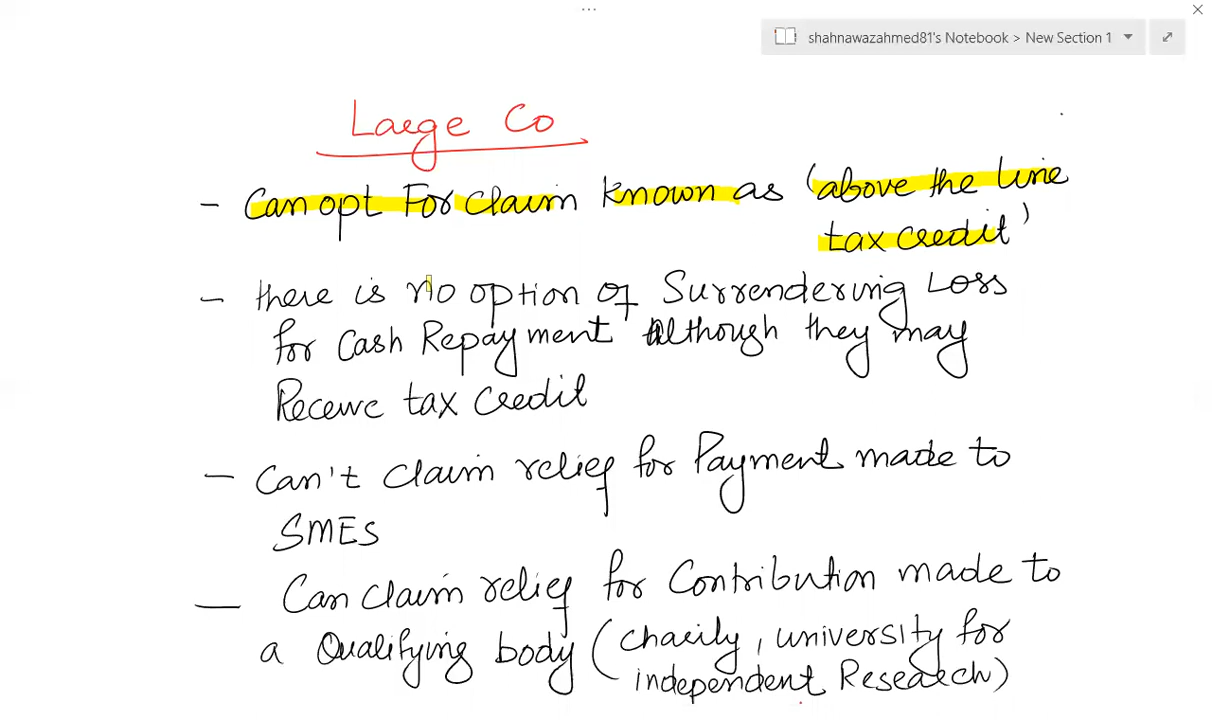 ...
shahnawazahmed81's Notebook > New Section 1
Large Co
- Can opt For Claim known as 'above the line
tax credit'
- there is no option of Surrendering Loss
for Cash Repayment although they may
Receive tax credit
- Can't claim relief for Payment made to
SMEs
- Can claim relief for Contribution made to
a Qualifying body (charity, university for
independent Research)